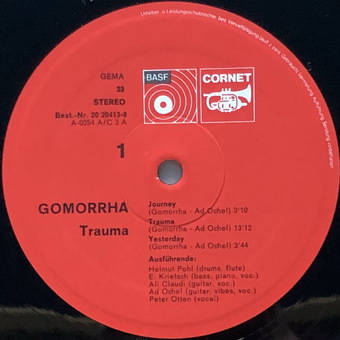 GEMA
33
STEREO
Best.-Nr. 20 20413-8
A-0254 A/C 3 A
BASF
CORNET
1
GOMORRHA
Trauma
Journey
(Gomorrha - Ad Ochel) 3'10
Trauma
(Gomorrha - Ad Ochel) 13'12
Yesterday
(Gomorrha - Ad Ochel) 3'44
Ausführende:
Helmut Pohl (drums, flute)
E. Krietsch (bass, piano, voc.)
Ali Claudi (guitar, voc.)
Ad Ochel (guitar, vibes, voc.)
Peter Otten (vocal)